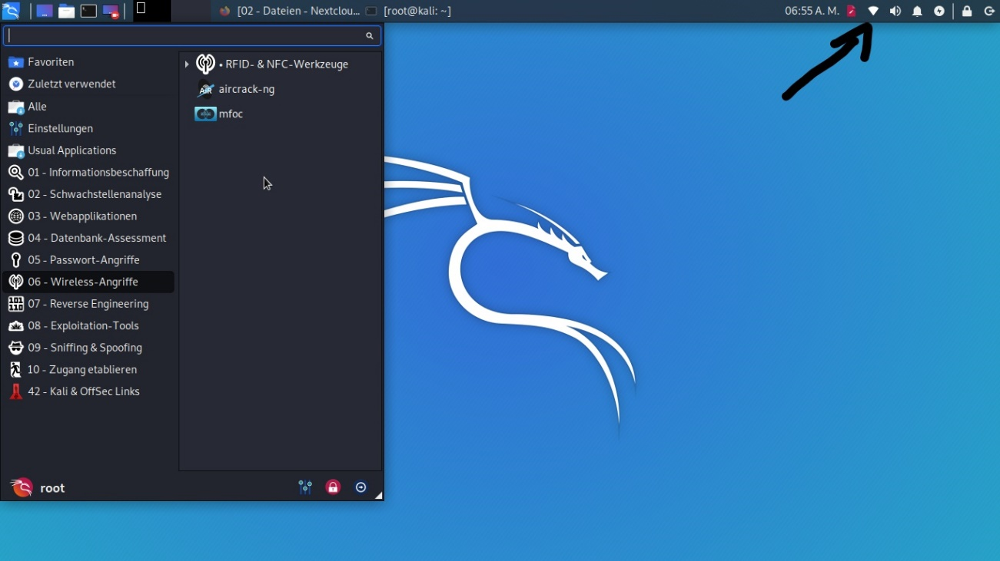 [02 - Dateien - Nextclou... [root@kali: ~] 06:55 A. M.
Favoriten
Zuletzt verwendet
Alle
Einstellungen
Usual Applications
01 - Informationsbeschaffung
02 - Schwachstellenanalyse
03 - Webapplikationen
04 - Datenbank-Assessment
05 - Passwort-Angriffe
06 - Wireless-Angriffe
07 - Reverse Engineering
08 - Exploitation-Tools
09 - Sniffing & Spoofing
10 - Zugang etablieren
42 - Kali & OffSec Links
• RFID- & NFC-Werkzeuge
aircrack-ng
mfoc
root